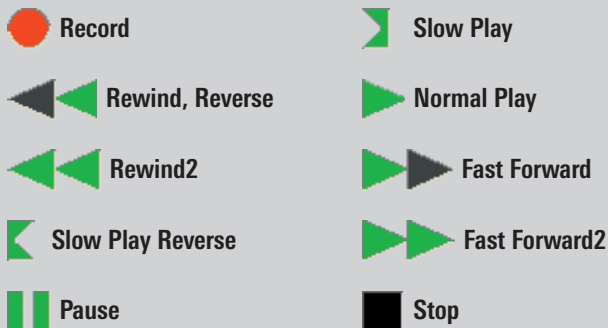 Record
Rewind, Reverse
Rewind2
Slow Play Reverse
Pause
Slow Play
Normal Play
Fast Forward
Fast Forward2
Stop